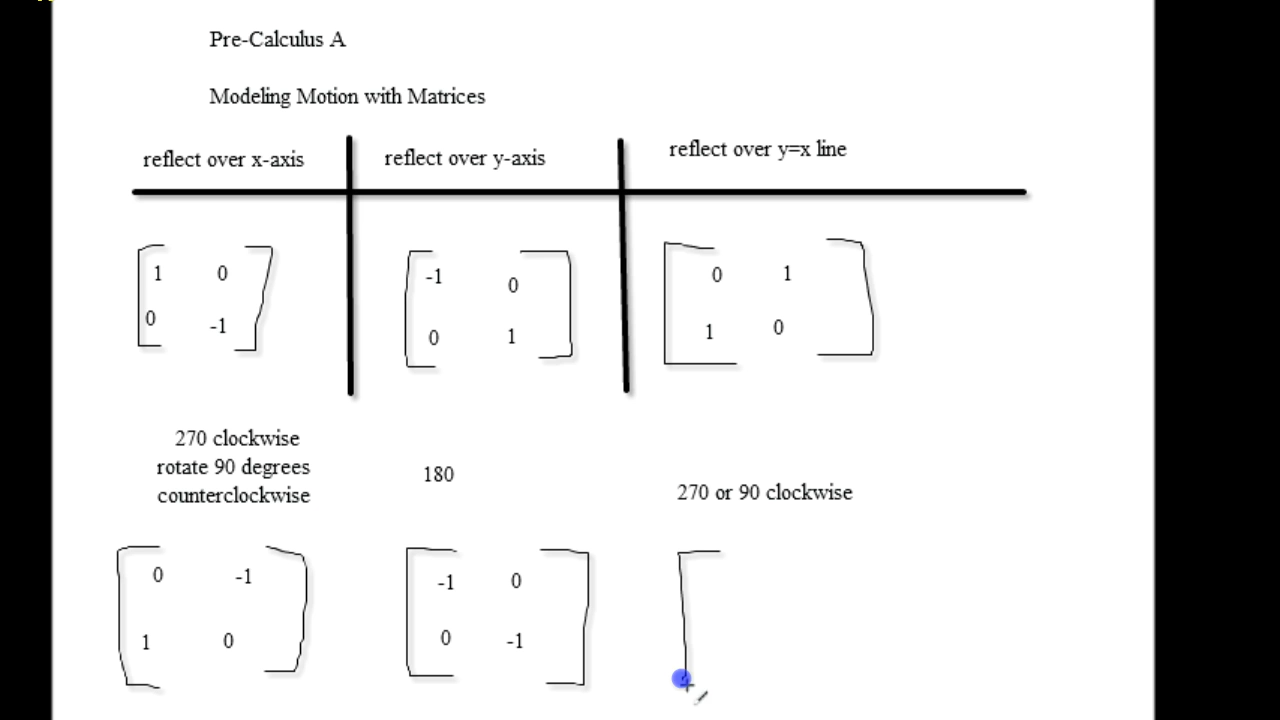 Pre-Calculus A
Modeling Motion with Matrices
reflect over x-axis
reflect over y-axis
reflect over y=x line
1 0
0 -1
-1 0
0 1
0 1
1 0
270 clockwise
rotate 90 degrees
counterclockwise
180
270 or 90 clockwise
0 -1
1 0
-1 0
0 -1